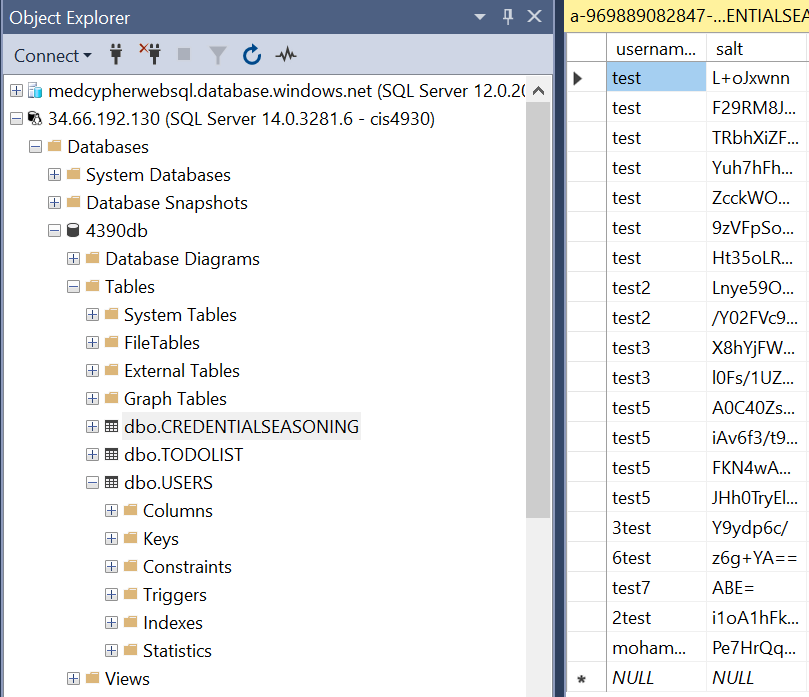 Object Explorer
Connect
medcypherwebsql.database.windows.net (SQL Server 12.0.20
34.66.192.130 (SQL Server 14.0.3281.6 - cis4930)
Databases
System Databases
Database Snapshots
4390db
Database Diagrams
Tables
System Tables
FileTables
External Tables
Graph Tables
dbo.CREDENTIALSEASONING
dbo.TODOLIST
dbo.USERS
Columns
Keys
Constraints
Triggers
Indexes
Statistics
Views
a-969889082847-...ENTIALSEA
usernam... salt
test L+oJxwnn
test F29RM8J...
test TRbhXiZF...
test Yuh7hFh...
test ZcckWO...
test 9zVFpSo...
test Ht35oLR...
test2 Lnye59O...
test2 /Y02FVc9...
test3 X8hYjFW...
test3 l0Fs/1UZ...
test5 A0C40Zs...
test5 iAv6f3/t9...
test5 FKN4wA...
test5 JHh0TryEl...
3test Y9ydp6c/
6test z6g+YA==
test7 ABE=
2test i1oA1hFk...
moham... Pe7HrQq...
* NULL NULL